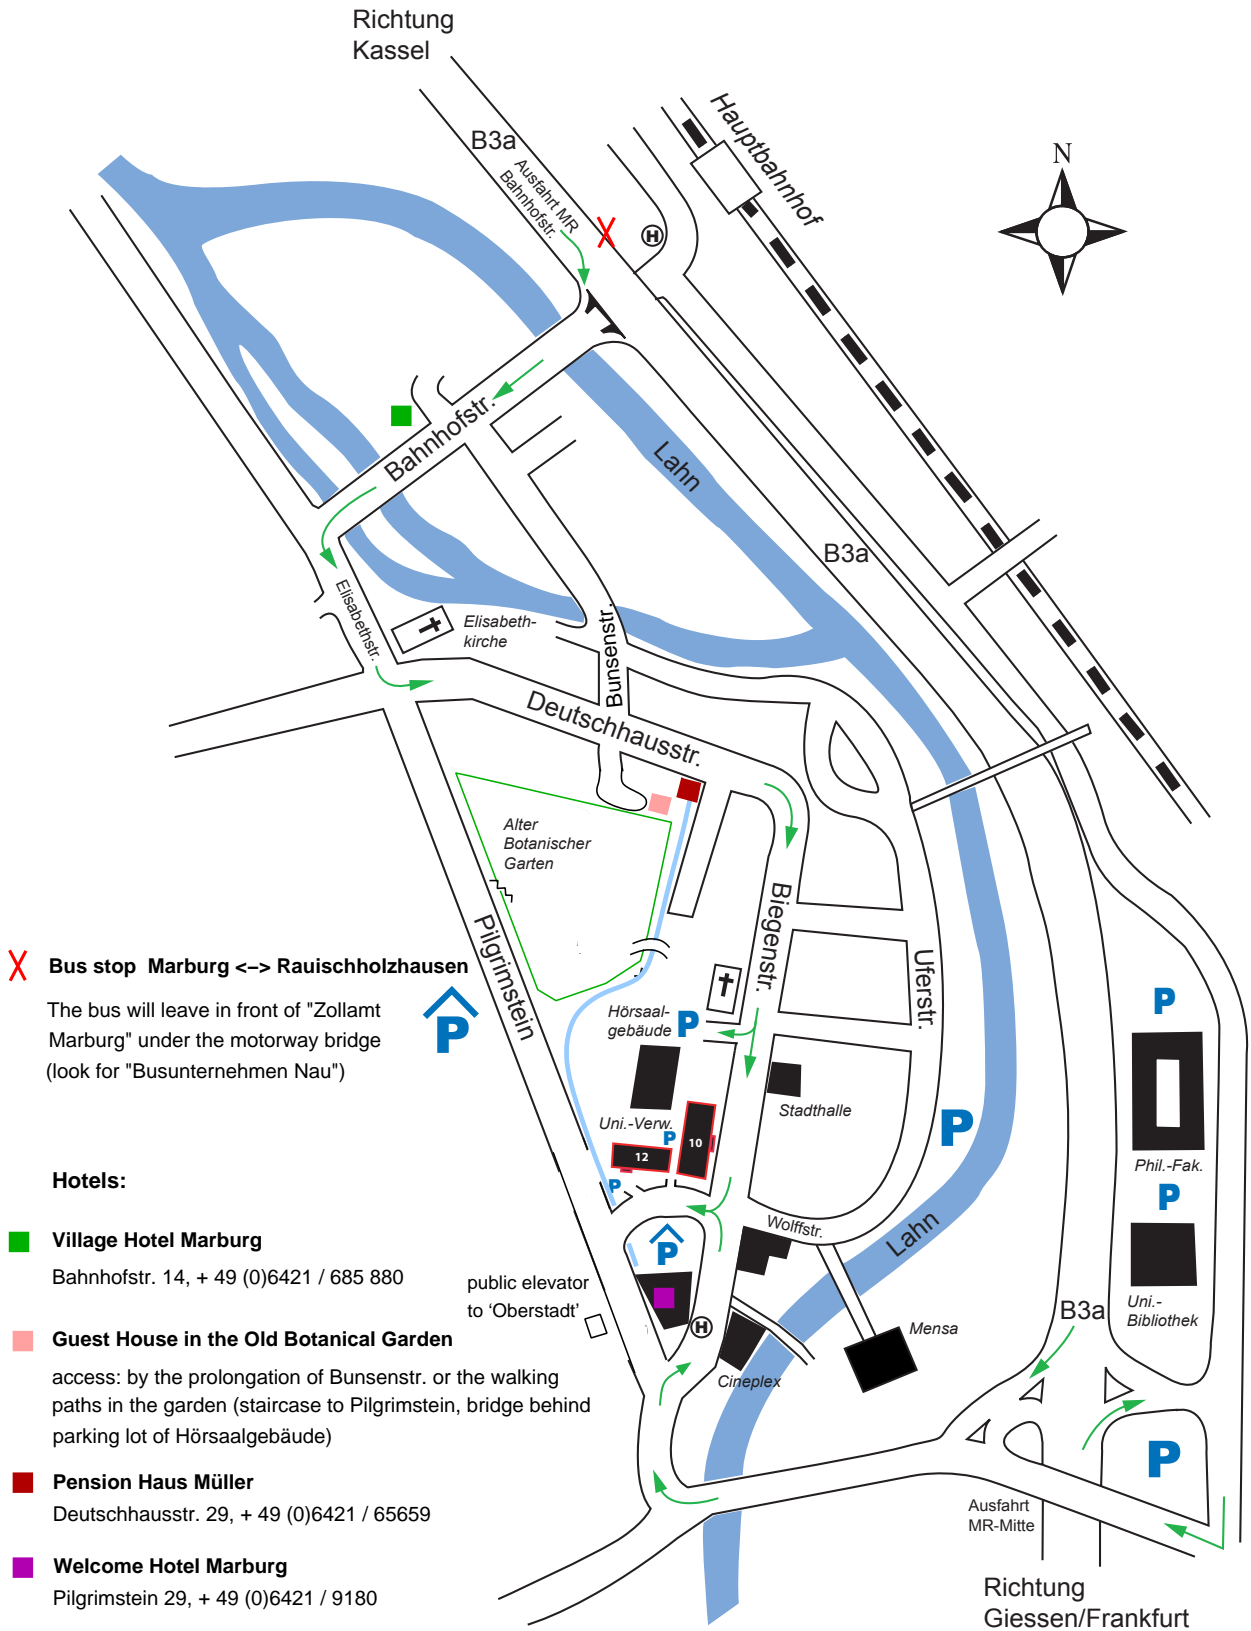 Richtung
Kassel
B3a
Ausfahrt MR
Bahnhofstr.
H
Hauptbahnhof
N
Bahnhofstr.
Lahn
B3a
Elisabethstr.
Elisabeth-
kirche
Bunsenstr.
Deutschhausstr.
Alter
Botanischer
Garten
Pilgrimstein
Biegenstr.
Uferstr.
Bus stop  Marburg <–> Rauischholzhausen
The bus will leave in front of "Zollamt
Marburg" under the motorway bridge
(look for "Busunternehmen Nau")
P
Hörsaal-
gebäude
P
P
Stadthalle
Uni.-Verw.
P
10
12
P
P
Phil.-Fak.
P
Hotels:
Village Hotel Marburg
Bahnhofstr. 14, + 49 (0)6421 / 685 880
Wolffstr.
Lahn
P
public elevator
to ‘Oberstadt’
H
Uni.-
Bibliothek
B3a
Mensa
Cineplex
Guest House in the Old Botanical Garden
access: by the prolongation of Bunsenstr. or the walking
paths in the garden (staircase to Pilgrimstein, bridge behind
parking lot of Hörsaalgebäude)
P
Pension Haus Müller
Deutschhausstr. 29, + 49 (0)6421 / 65659
Ausfahrt
MR-Mitte
Welcome Hotel Marburg
Pilgrimstein 29, + 49 (0)6421 / 9180
Richtung
Giessen/Frankfurt